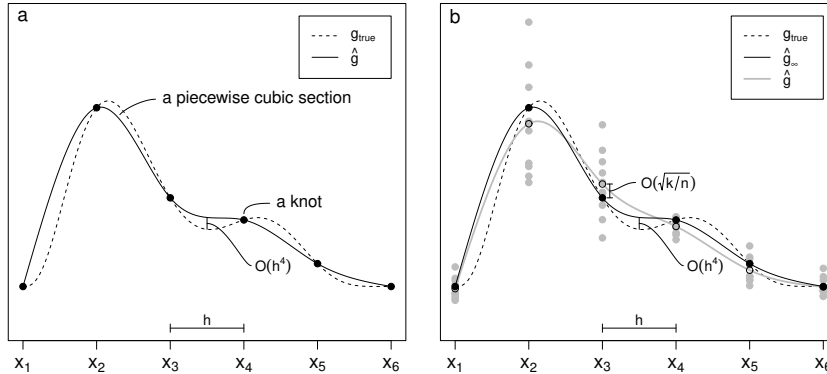 a
g_true
ĝ
a piecewise cubic section
a knot
O(h⁴)
h
x₁ x₂ x₃ x₄ x₅ x₆
b
g_true
ĝ_∞
ĝ
O(√k/n)
O(h⁴)
h
x₁ x₂ x₃ x₄ x₅ x₆